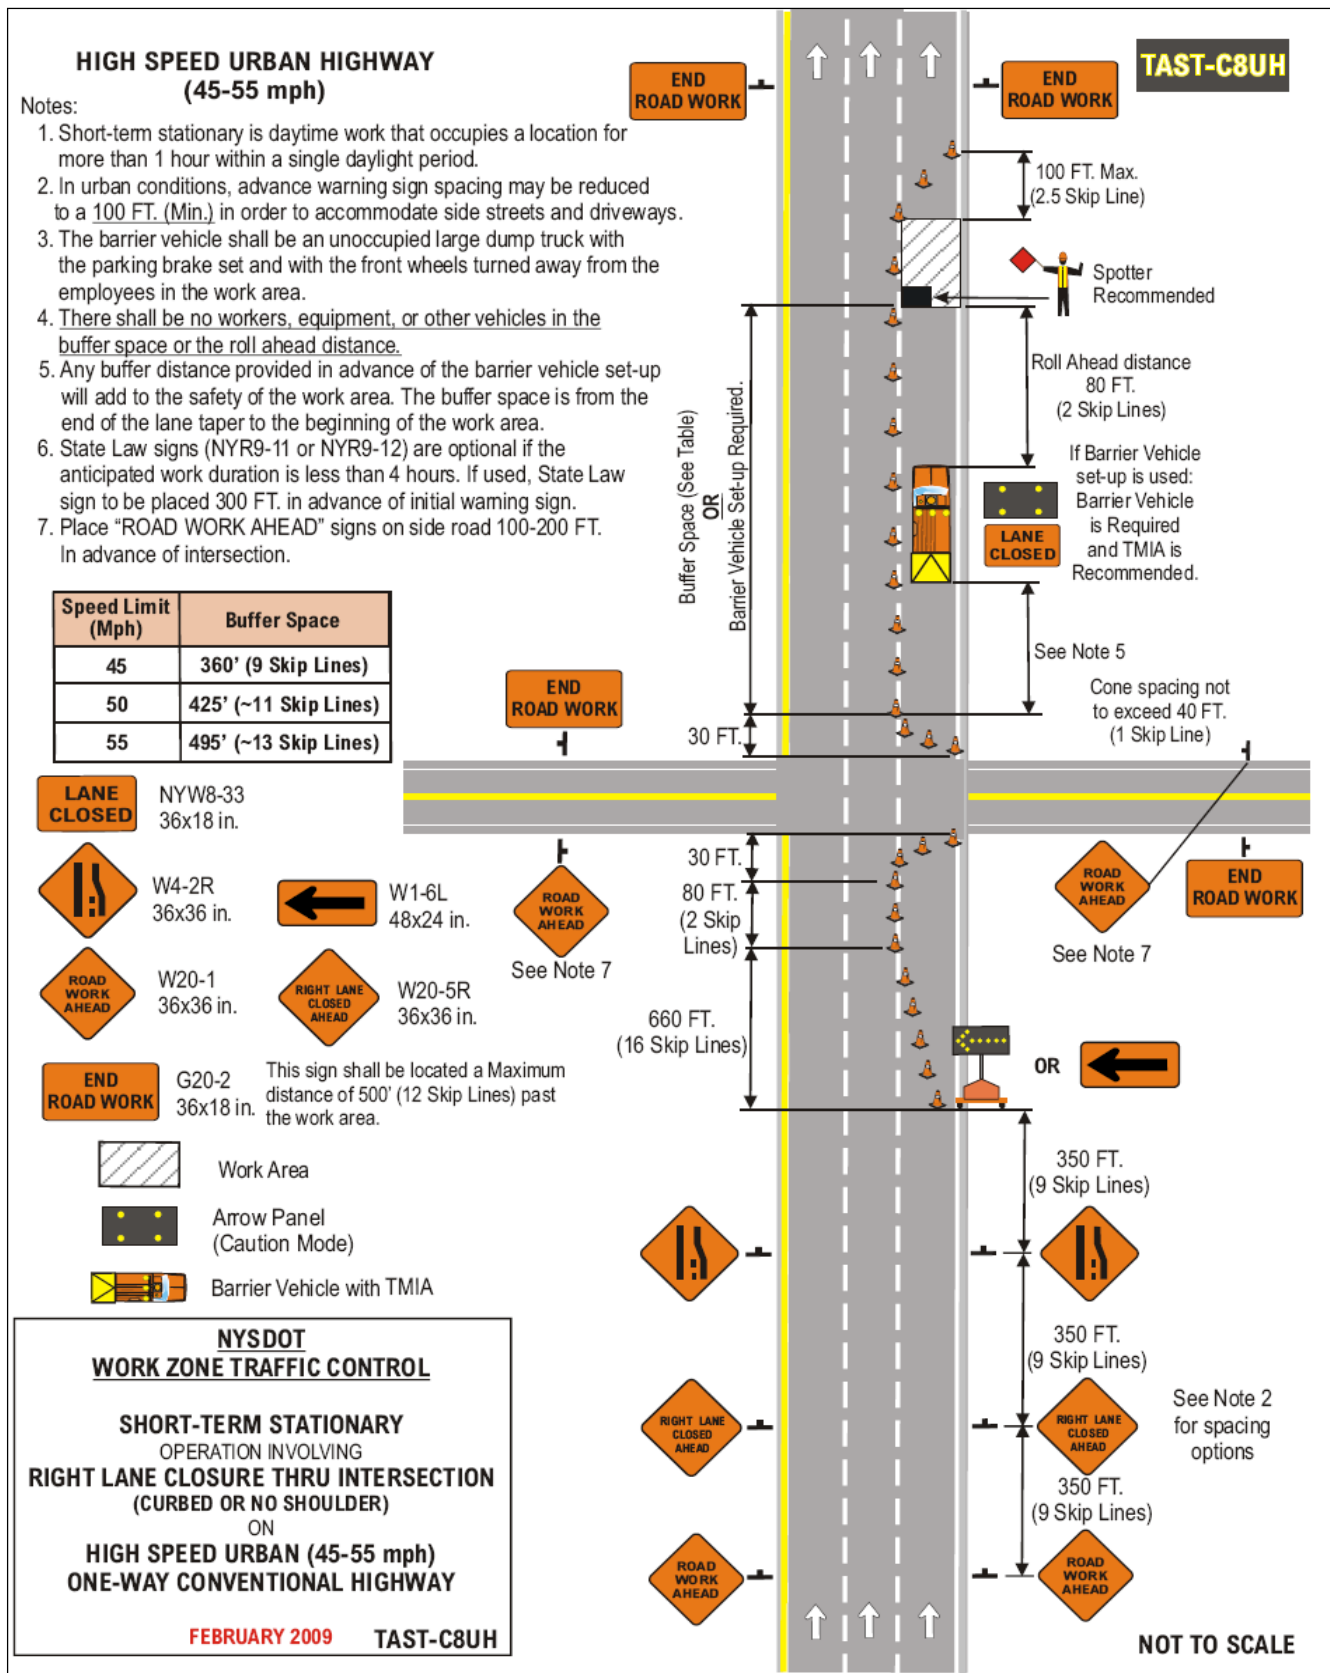 HIGH SPEED URBAN HIGHWAY
(45-55 mph)
Notes:
1. Short-term stationary is daytime work that occupies a location for
more than 1 hour within a single daylight period.
2. In urban conditions, advance warning sign spacing may be reduced
to a 100 FT. (Min.) in order to accommodate side streets and driveways.
3. The barrier vehicle shall be an unoccupied large dump truck with
the parking brake set and with the front wheels turned away from the
employees in the work area.
4. There shall be no workers, equipment, or other vehicles in the
buffer space or the roll ahead distance.
5. Any buffer distance provided in advance of the barrier vehicle set-up
will add to the safety of the work area. The buffer space is from the
end of the lane taper to the beginning of the work area.
6. State Law signs (NYR9-11 or NYR9-12) are optional if the
anticipated work duration is less than 4 hours. If used, State Law
sign to be placed 300 FT. in advance of initial warning sign.
7. Place “ROAD WORK AHEAD” signs on side road 100-200 FT.
In advance of intersection.
Speed Limit
(Mph)
Buffer Space
45
360’ (9 Skip Lines)
50
425’ (~11 Skip Lines)
55
495’ (~13 Skip Lines)
LANE
CLOSED
NYW8-33
36x18 in.
W4-2R
36x36 in.
W1-6L
48x24 in.
ROAD
WORK
AHEAD
W20-1
36x36 in.
RIGHT LANE
CLOSED
AHEAD
W20-5R
36x36 in.
END
ROAD WORK
G20-2
36x18 in.
This sign shall be located a Maximum
distance of 500’ (12 Skip Lines) past
the work area.
Work Area
Arrow Panel
(Caution Mode)
Barrier Vehicle with TMIA
NYSDOT
WORK ZONE TRAFFIC CONTROL
SHORT-TERM STATIONARY
OPERATION INVOLVING
RIGHT LANE CLOSURE THRU INTERSECTION
(CURBED OR NO SHOULDER)
ON
HIGH SPEED URBAN (45-55 mph)
ONE-WAY CONVENTIONAL HIGHWAY
FEBRUARY 2009
TAST-C8UH
END
ROAD WORK
END
ROAD WORK
TAST-C8UH
100 FT. Max.
(2.5 Skip Line)
Spotter
Recommended
Roll Ahead distance
80 FT.
(2 Skip Lines)
Buffer Space (See Table)
OR
Barrier Vehicle Set-up Required.
LANE
CLOSED
If Barrier Vehicle
set-up is used:
Barrier Vehicle
is Required
and TMIA is
Recommended.
See Note 5
Cone spacing not
to exceed 40 FT.
(1 Skip Line)
END
ROAD WORK
30 FT.
30 FT.
80 FT.
(2 Skip
Lines)
ROAD
WORK
AHEAD
See Note 7
ROAD
WORK
AHEAD
See Note 7
END
ROAD WORK
660 FT.
(16 Skip Lines)
OR
350 FT.
(9 Skip Lines)
350 FT.
(9 Skip Lines)
RIGHT LANE
CLOSED
AHEAD
RIGHT LANE
CLOSED
AHEAD
See Note 2
for spacing
options
350 FT.
(9 Skip Lines)
ROAD
WORK
AHEAD
ROAD
WORK
AHEAD
NOT TO SCALE